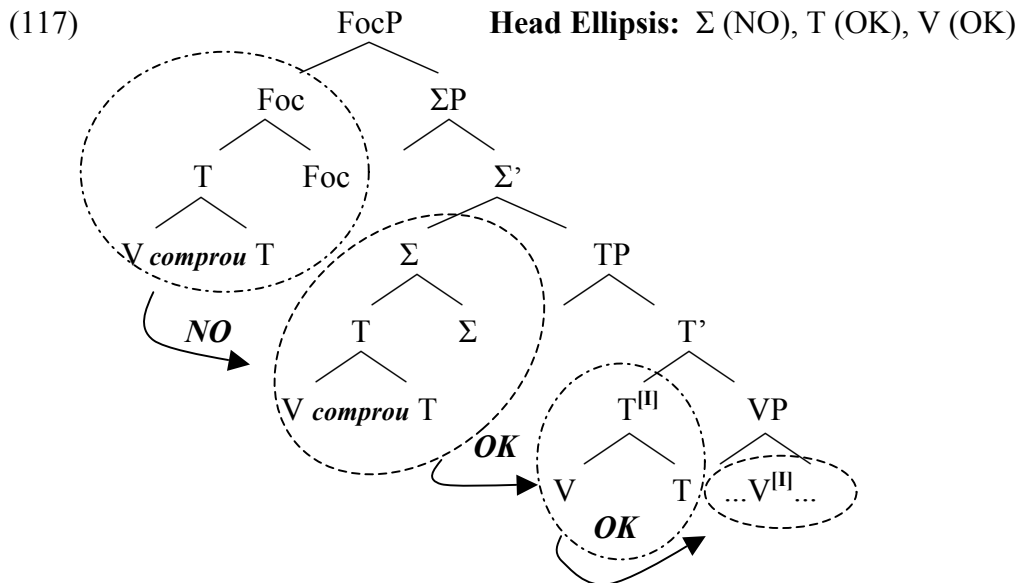 (117) FocP Head Ellipsis: Σ (NO), T (OK), V (OK)
Foc ΣP
T Foc Σ’
V comprou T Σ TP
NO T Σ T’
V comprou T T[I] VP
OK V T ...V[I]...
OK